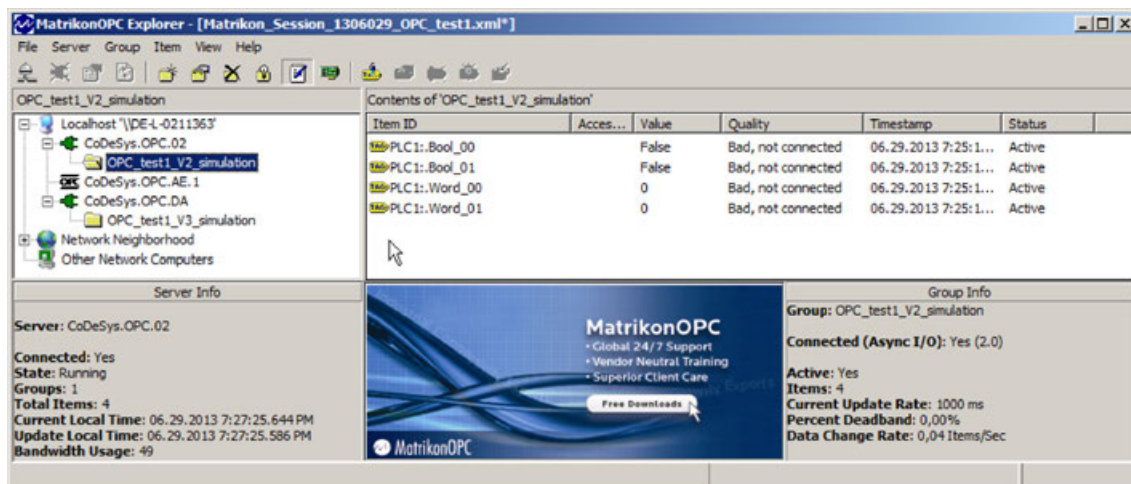 MatrikonOPC Explorer - [Matrikon_Session_1306029_OPC_test1.xml*]
File Server Group Item View Help
OPC_test1_V2_simulation
Localhost '\\DE-L-0211363'
CoDeSys.OPC.02
OPC_test1_V2_simulation
CoDeSys.OPC.AE.1
CoDeSys.OPC.DA
OPC_test1_V3_simulation
Network Neighborhood
Other Network Computers
Contents of 'OPC_test1_V2_simulation'
Item ID Acces... Value Quality Timestamp Status
PLC1:.Bool_00 False Bad, not connected 06.29.2013 7:25:1... Active
PLC1:.Bool_01 False Bad, not connected 06.29.2013 7:25:1... Active
PLC1:.Word_00 0 Bad, not connected 06.29.2013 7:25:1... Active
PLC1:.Word_01 0 Bad, not connected 06.29.2013 7:25:1... Active
Server Info
Server: CoDeSys.OPC.02
Connected: Yes
State: Running
Groups: 1
Total Items: 4
Current Local Time: 06.29.2013 7:27:25.644 PM
Update Local Time: 06.29.2013 7:27:25.586 PM
Bandwidth Usage: 49
MatrikonOPC
• Global 24/7 Support
• Vendor Neutral Training
• Superior Client Care
Free Downloads
MatrikonOPC
Group Info
Group: OPC_test1_V2_simulation
Connected (Async I/O): Yes (2.0)
Active: Yes
Items: 4
Current Update Rate: 1000 ms
Percent Deadband: 0,00%
Data Change Rate: 0,04 Items/Sec